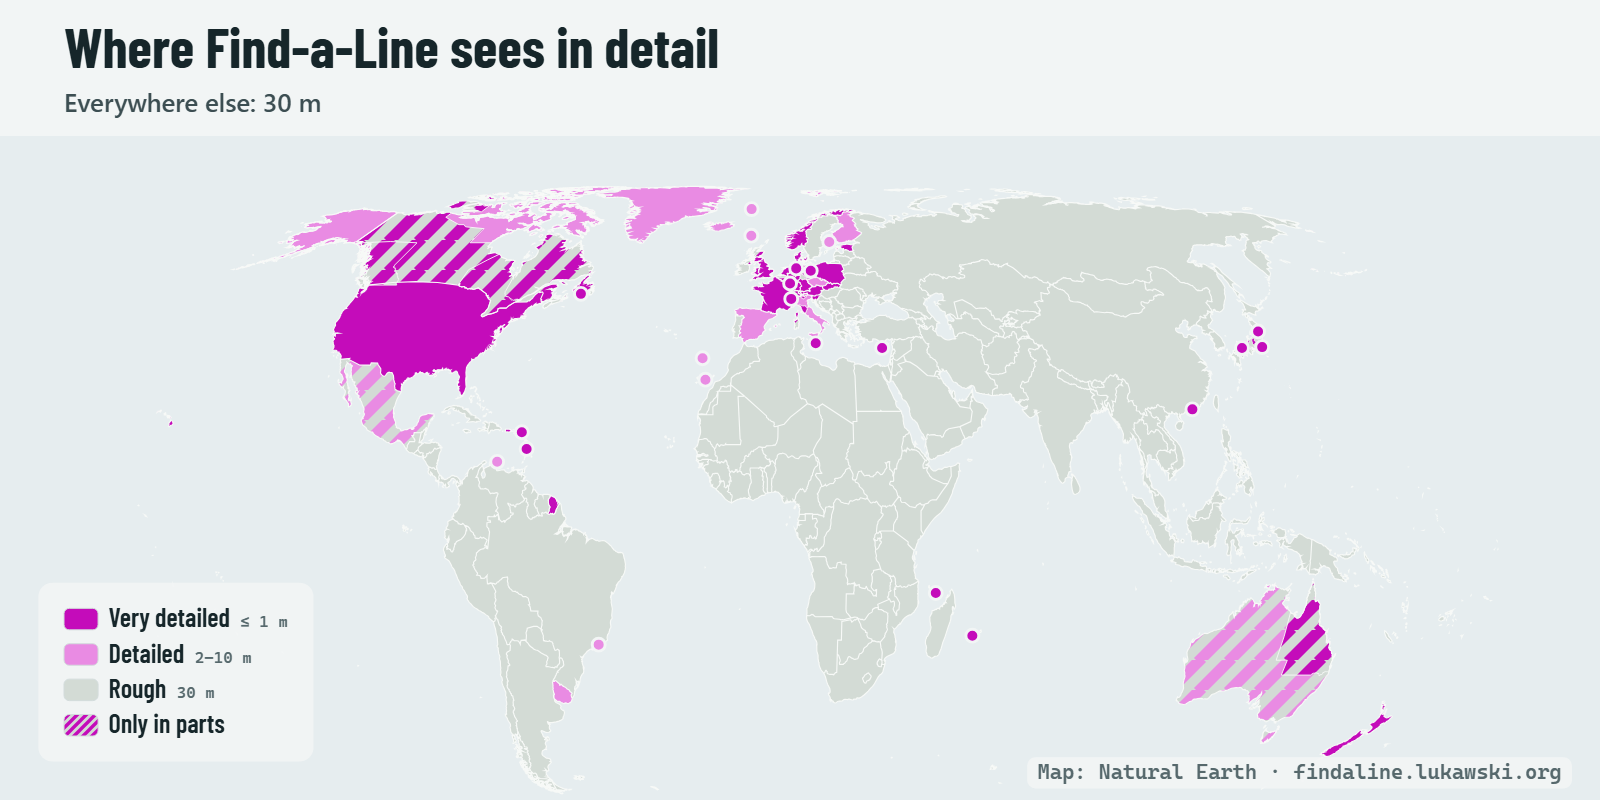 Where Find-a-Line sees in detail
Everywhere else: 30 m
Very detailed ≤ 1 m
Detailed 2–10 m
Rough 30 m
Only in parts
Map: Natural Earth · findaline.lukawski.org